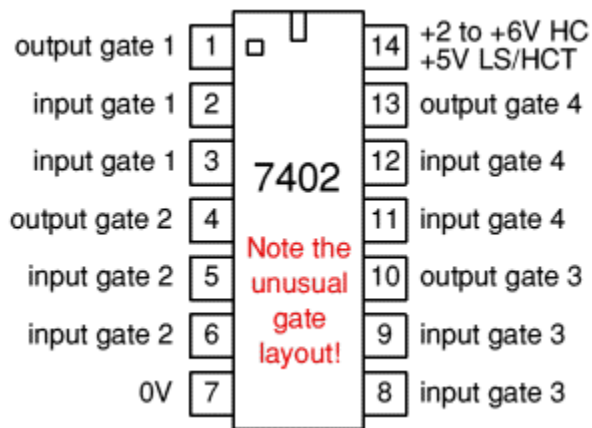 output gate 1 1 14 +2 to +6V HC
+5V LS/HCT
input gate 1 2 13 output gate 4
input gate 1 3 12 input gate 4
7402
output gate 2 4 11 input gate 4
Note the
unusual
gate
layout!
input gate 2 5 10 output gate 3
input gate 2 6 9 input gate 3
0V 7 8 input gate 3